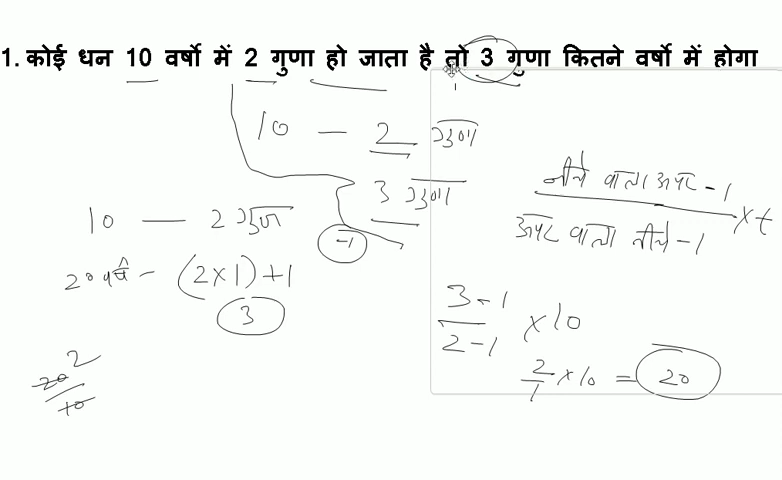 1. कोई धन 10 वर्षो में 2 गुणा हो जाता है तो 3 गुणा कितने वर्षो में होगा
10 — 2 गुणा
3 गुणा
-1
10 — 2 गुणा
20 वर्ष - (2×1)+1
3
20 2
10
नीचे वाला ऊपर -1
ऊपर वाला नीचे -1
×t
3-1
2-1
×10
2/1 ×10 = 20